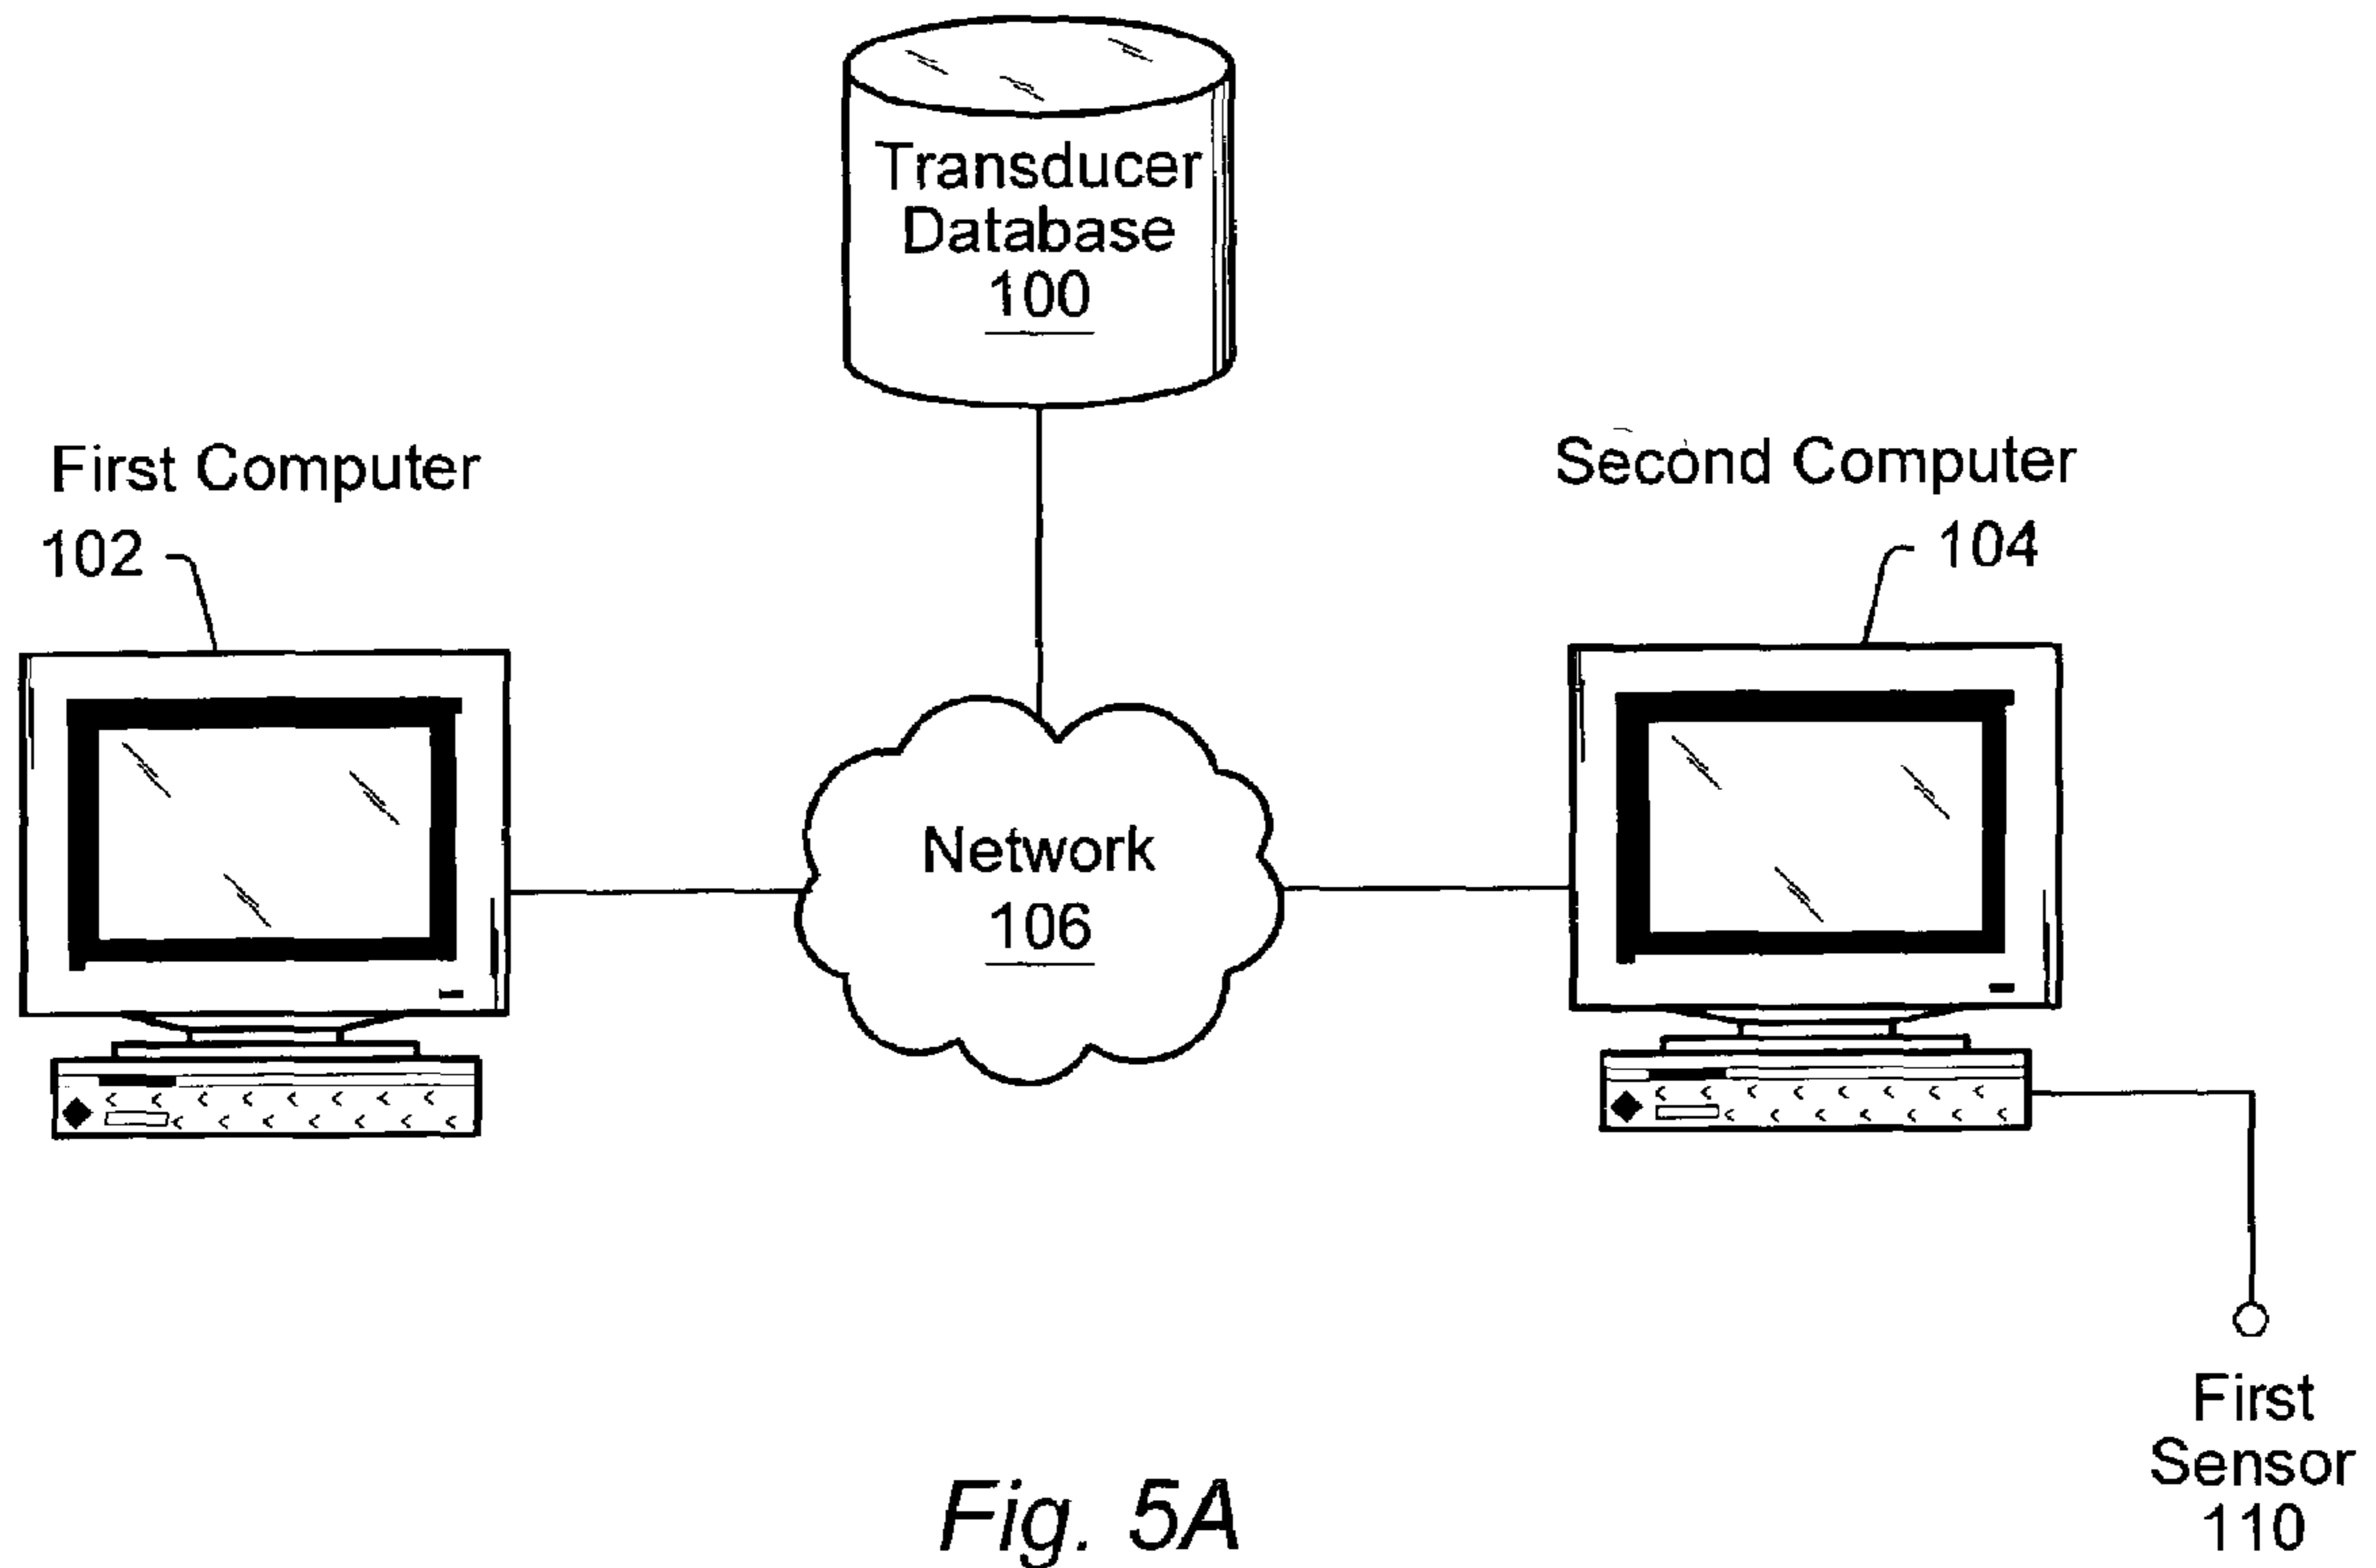 Transducer
Database
100
First Computer
102
Second Computer
104
Network
106
First
Sensor
110
Fig. 5A